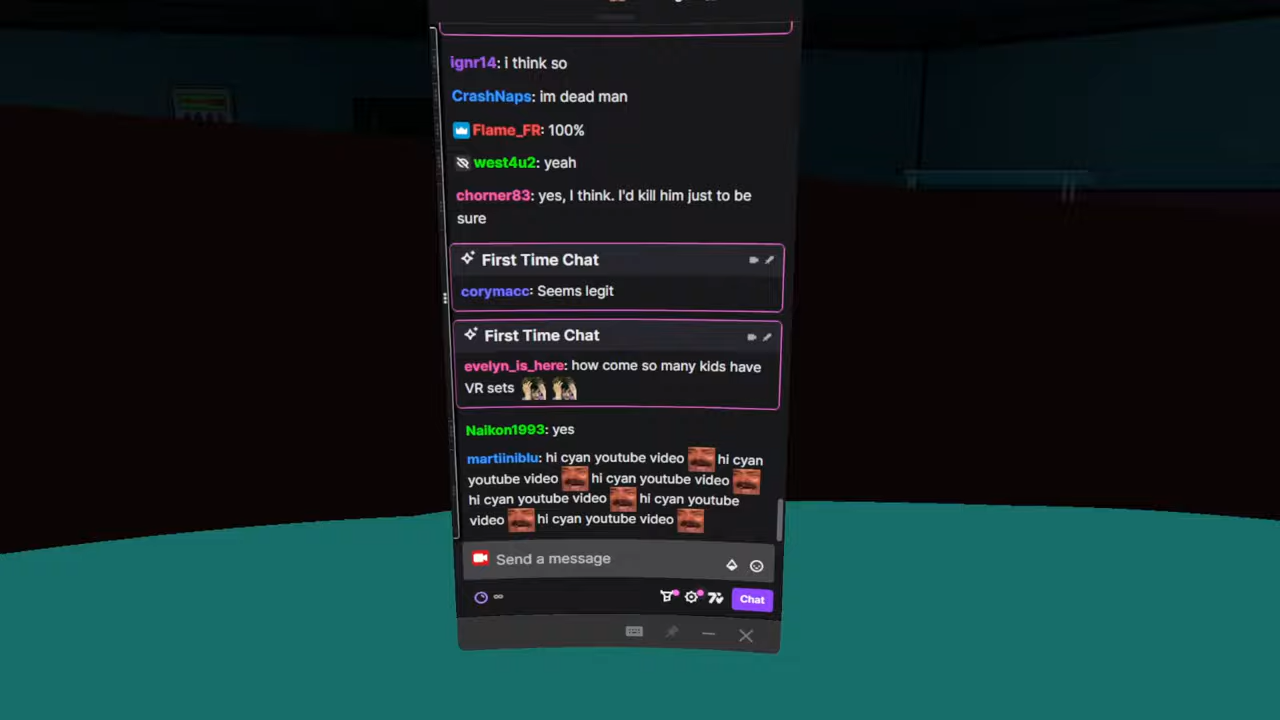 ignr14: i think so
CrashNaps: im dead man
Flame_FR: 100%
west4u2: yeah
chorner83: yes, I think. I'd kill him just to be
sure
First Time Chat
corymacc: Seems legit
First Time Chat
evelyn_is_here: how come so many kids have
VR sets
Naikon1993: yes
martiiniblu: hi cyan youtube video hi cyan
youtube video hi cyan youtube video
hi cyan youtube video hi cyan youtube
video hi cyan youtube video
Send a message
Chat